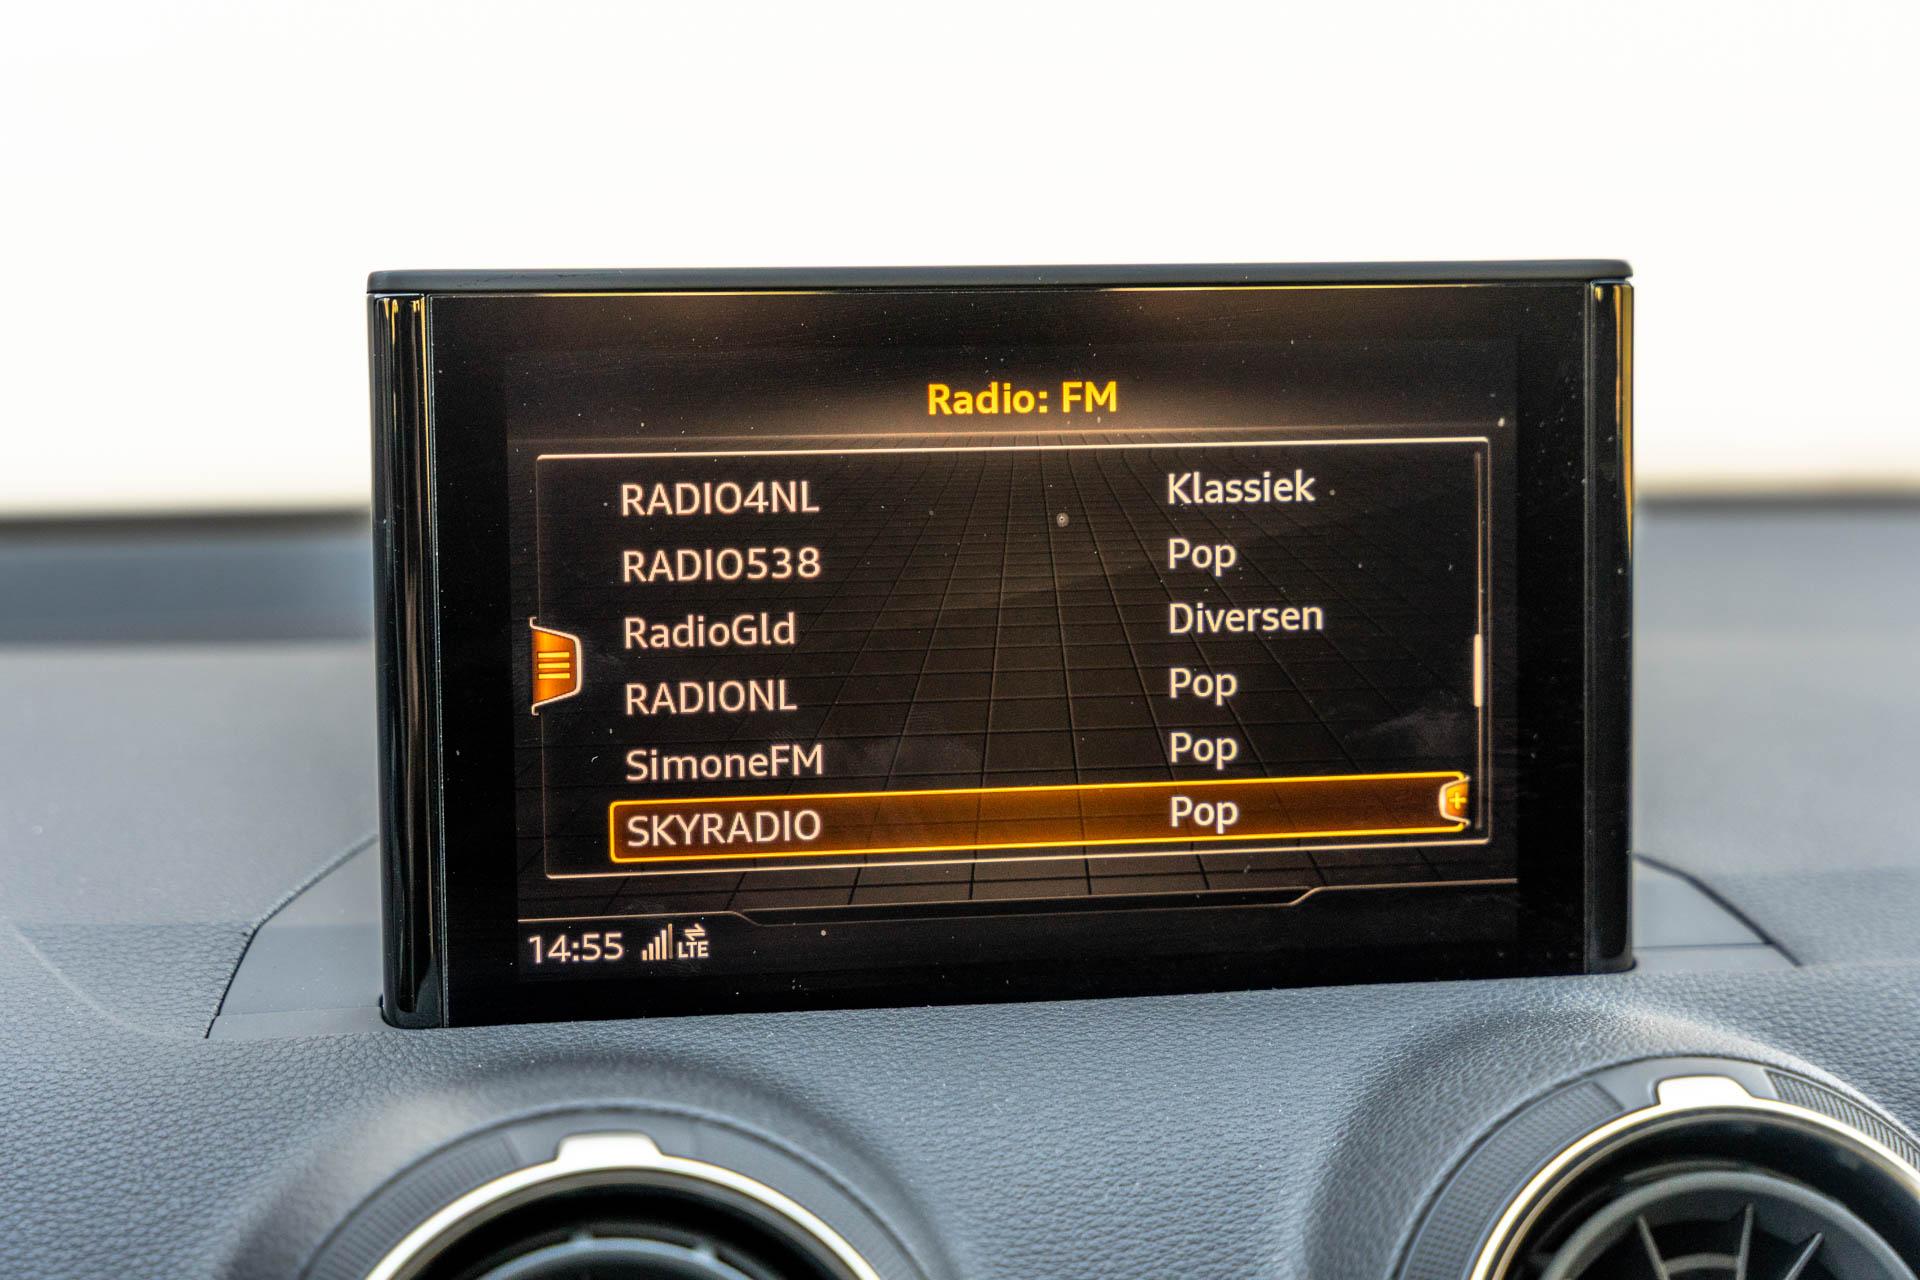 Radio: FM
RADIO4NL Klassiek
RADIO538 Pop
RadioGld Diversen
RADIONL Pop
SimoneFM Pop
SKYRADIO Pop
14:55 LTE